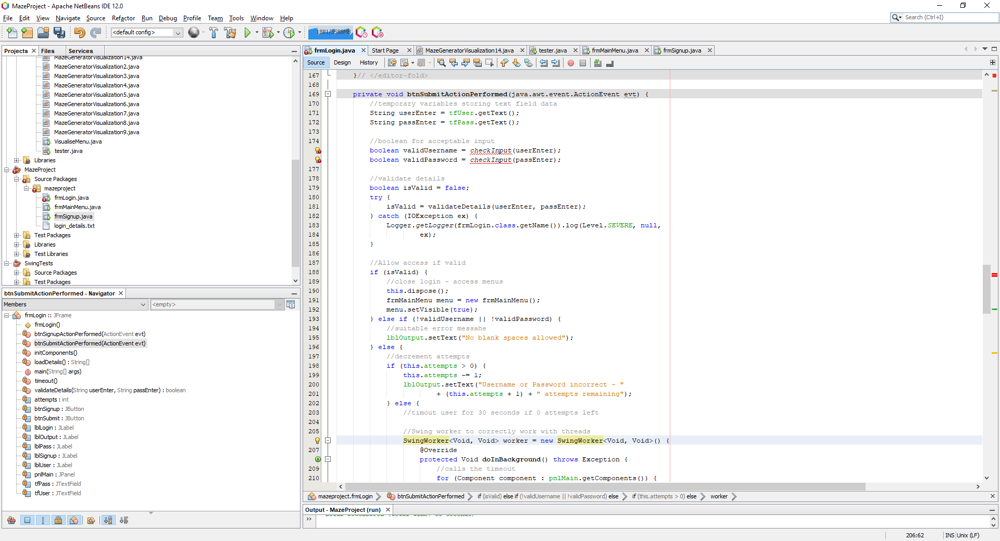 MazeProject - Apache NetBeans IDE 12.0
File Edit View Navigate Source Refactor Run Debug Profile Team Tools Window Help
Search (Ctrl+I)
<default config>
1881/3588MB
Projects Files Services
MazeGeneratorVisualization14.java
MazeGeneratorVisualization2.java
MazeGeneratorVisualization3.java
MazeGeneratorVisualization4.java
MazeGeneratorVisualization5.java
MazeGeneratorVisualization6.java
MazeGeneratorVisualization7.java
MazeGeneratorVisualization8.java
MazeGeneratorVisualization9.java
VisualiseMenu.java
tester.java
Libraries
MazeProject
Source Packages
mazeproject
frmLogin.java
frmMainMenu.java
frmSignup.java
login_details.txt
Test Packages
Libraries
Test Libraries
SwingTests
Source Packages
Test Packages
btnSubmitActionPerformed - Navigator
Members <empty>
frmLogin :: JFrame
frmLogin()
btnSignupActionPerformed(ActionEvent evt)
btnSubmitActionPerformed(ActionEvent evt)
initComponents()
loadDetails() : String[]
main(String[] args)
timeout()
validateDetails(String userEnter, String passEnter) : boolean
attempts : int
btnSignup : JButton
btnSubmit : JButton
lblLogin : JLabel
lblOutput : JLabel
lblPass : JLabel
lblSignup : JLabel
lblUser : JLabel
pnlMain : JPanel
tfPass : JTextField
tfUser : JTextField
frmLogin.java Start Page MazeGeneratorVisualization14.java tester.java frmMainMenu.java frmSignup.java
Source Design History
167 }// </editor-fold>
168
169 private void btnSubmitActionPerformed(java.awt.event.ActionEvent evt) {
170 //temporary variables storing text field data
171 String userEnter = tfUser.getText();
172 String passEnter = tfPass.getText();
173
174 //boolean for acceptable input
boolean validUsername = checkInput(userEnter);
boolean validPassword = checkInput(passEnter);
177
178 //validate details
179 boolean isValid = false;
180 try {
181 isValid = validateDetails(userEnter, passEnter);
182 } catch (IOException ex) {
183 Logger.getLogger(frmLogin.class.getName()).log(Level.SEVERE, null,
184 ex);
185 }
186
187 //Allow access if valid
188 if (isValid) {
189 //close login - access menus
190 this.dispose();
191 frmMainMenu menu = new frmMainMenu();
192 menu.setVisible(true);
193 } else if (!validUsername || !validPassword) {
194 //suitable error messahe
195 lblOutput.setText("No blank spaces allowed");
196 } else {
197 //decrement attempts
198 if (this.attempts > 0) {
199 this.attempts -= 1;
200 lblOutput.setText("Username or Password incorrect - "
201 + (this.attempts + 1) + " attempts remaining");
202 } else {
203 //timout user for 30 seconds if 0 attempts left
204
205 //Swing worker to correctly work with threads
SwingWorker<Void, Void> worker = new SwingWorker<Void, Void>() {
207 @Override
protected Void doInBackground() throws Exception {
209 //calls the timeout
210 for (Component component : pnlMain.getComponents()) {
mazeproject.frmLogin btnSubmitActionPerformed if (isValid) else if (!validUsername || !validPassword) else if (this.attempts > 0) else worker
Output - MazeProject (run)
206:62 INS Unix (LF)